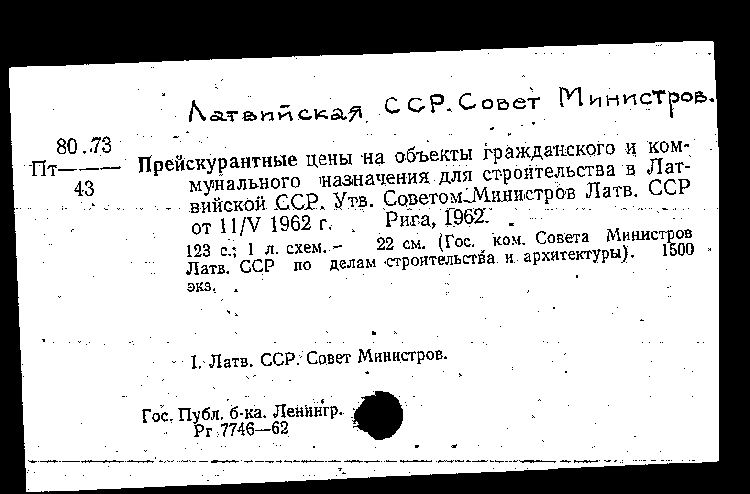 Латвийская ССР. Совет Министров.
80.73
Пт———
43
Прейскурантные цены на объекты гражданского и ком-
мунального назначения для строительства в Лат-
вийской ССР. Утв. Советом Министров Латв. ССР
от 11/V 1962 г. Рига, 1962.
123 с.; 1 л. схем. - 22 см. (Гос. ком. Совета Министров
Латв. ССР по делам строительства и архитектуры). 1500
экз.
I. Латв. ССР. Совет Министров.
Гос. Публ. б-ка. Ленингр.
Рг 7746—62